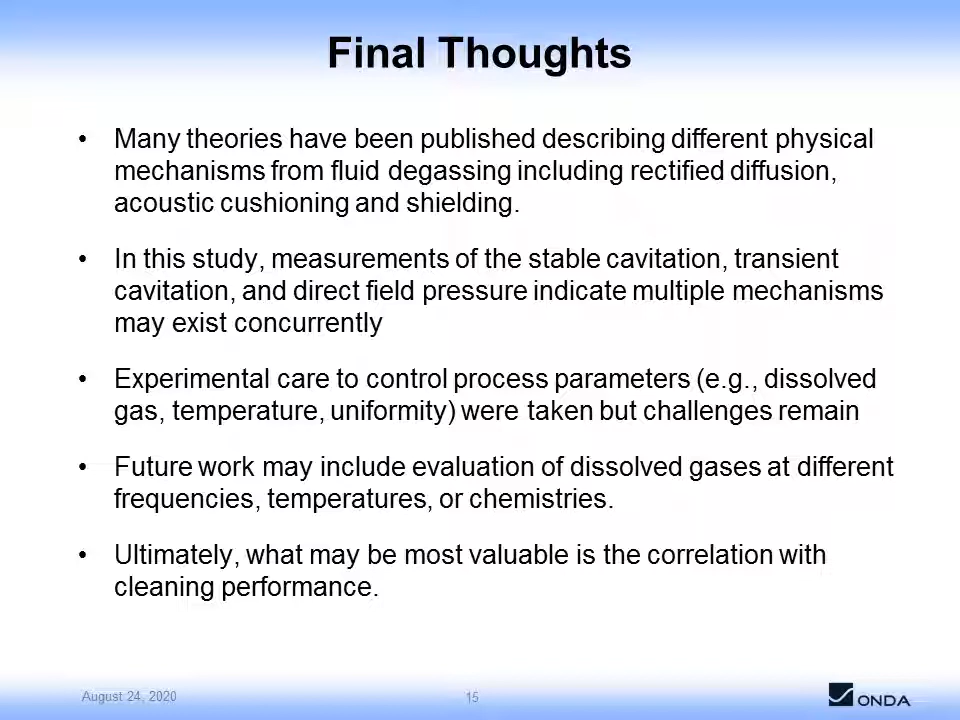 Final Thoughts
• Many theories have been published describing different physical
mechanisms from fluid degassing including rectified diffusion,
acoustic cushioning and shielding.
• In this study, measurements of the stable cavitation, transient
cavitation, and direct field pressure indicate multiple mechanisms
may exist concurrently
• Experimental care to control process parameters (e.g., dissolved
gas, temperature, uniformity) were taken but challenges remain
• Future work may include evaluation of dissolved gases at different
frequencies, temperatures, or chemistries.
• Ultimately, what may be most valuable is the correlation with
cleaning performance.
August 24, 2020
15
ONDA